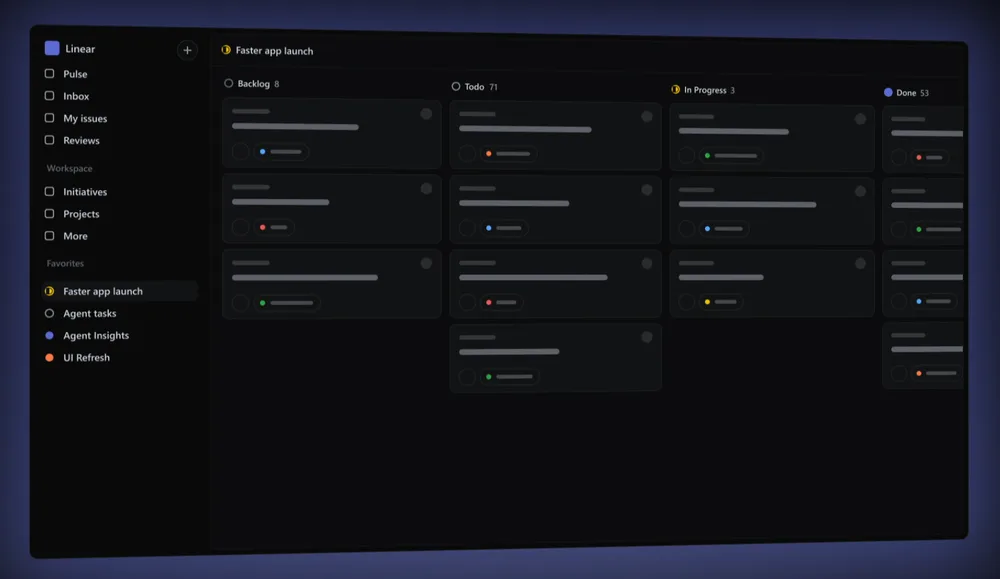 Linear
Pulse
Inbox
My issues
Reviews
Workspace
Initiatives
Projects
More
Favorites
Faster app launch
Agent tasks
Agent Insights
UI Refresh
Faster app launch
Backlog 8
Todo 71
In Progress 3
Done 53